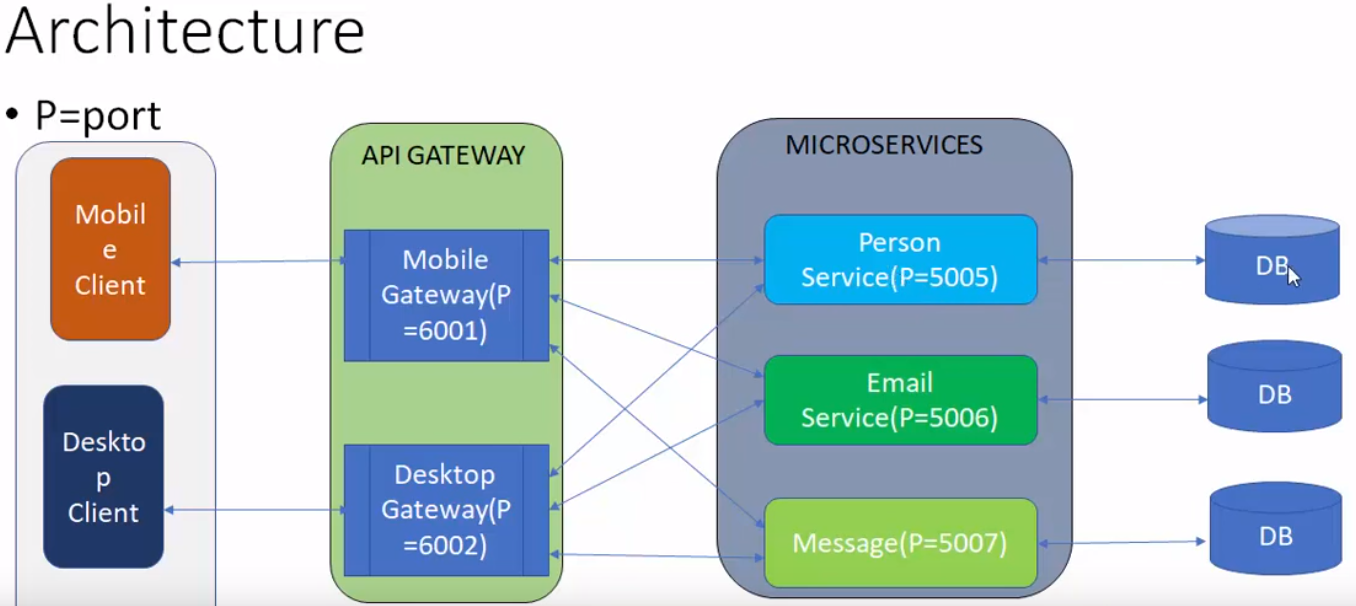 Architecture
• P=port
Mobil
e
Client
Deskto
p
Client
API GATEWAY
Mobile
Gateway(P
=6001)
Desktop
Gateway(P
=6002)
MICROSERVICES
Person
Service(P=5005)
Email
Service(P=5006)
Message(P=5007)
DB
DB
DB